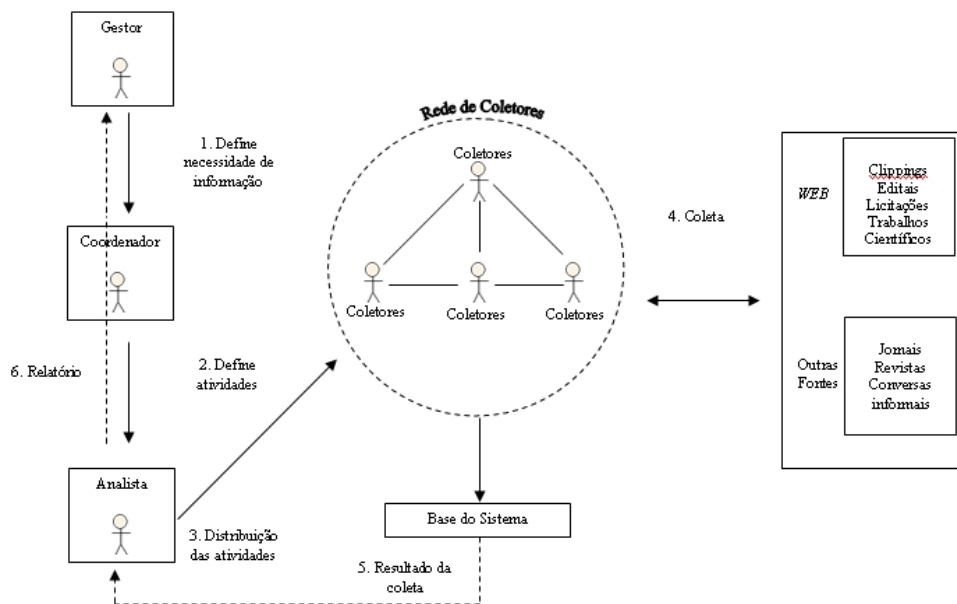 Gestor
1. Define
necessidade de
informação
Coordenador
6. Relatório
2. Define
atividades
Analista
3. Distribuição
das atividades
Rede de Coletores
Coletores
Coletores
Coletores
Coletores
4. Coleta
Base do Sistema
5. Resultado da
coleta
WEB
Clippings
Editais
Licitações
Trabalhos
Científicos
Outras
Fontes
Jornais
Revistas
Conversas
informais